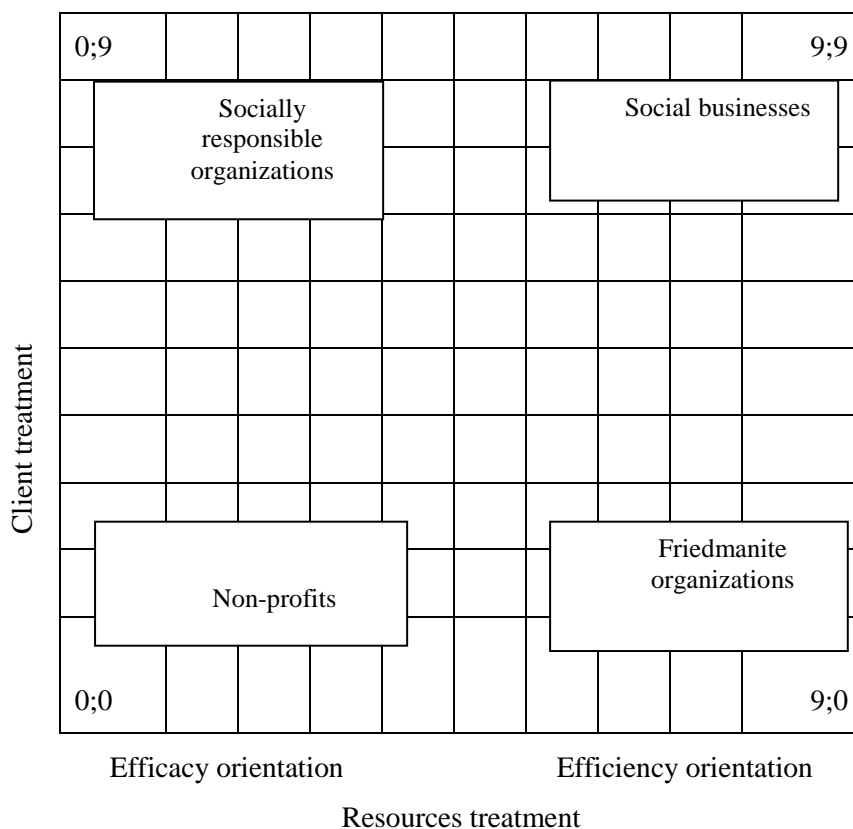 0;9
9;9
Socially
responsible
organizations
Social businesses
Client treatment
Non-profits
Friedmanite
organizations
0;0
9;0
Efficacy orientation
Efficiency orientation
Resources treatment